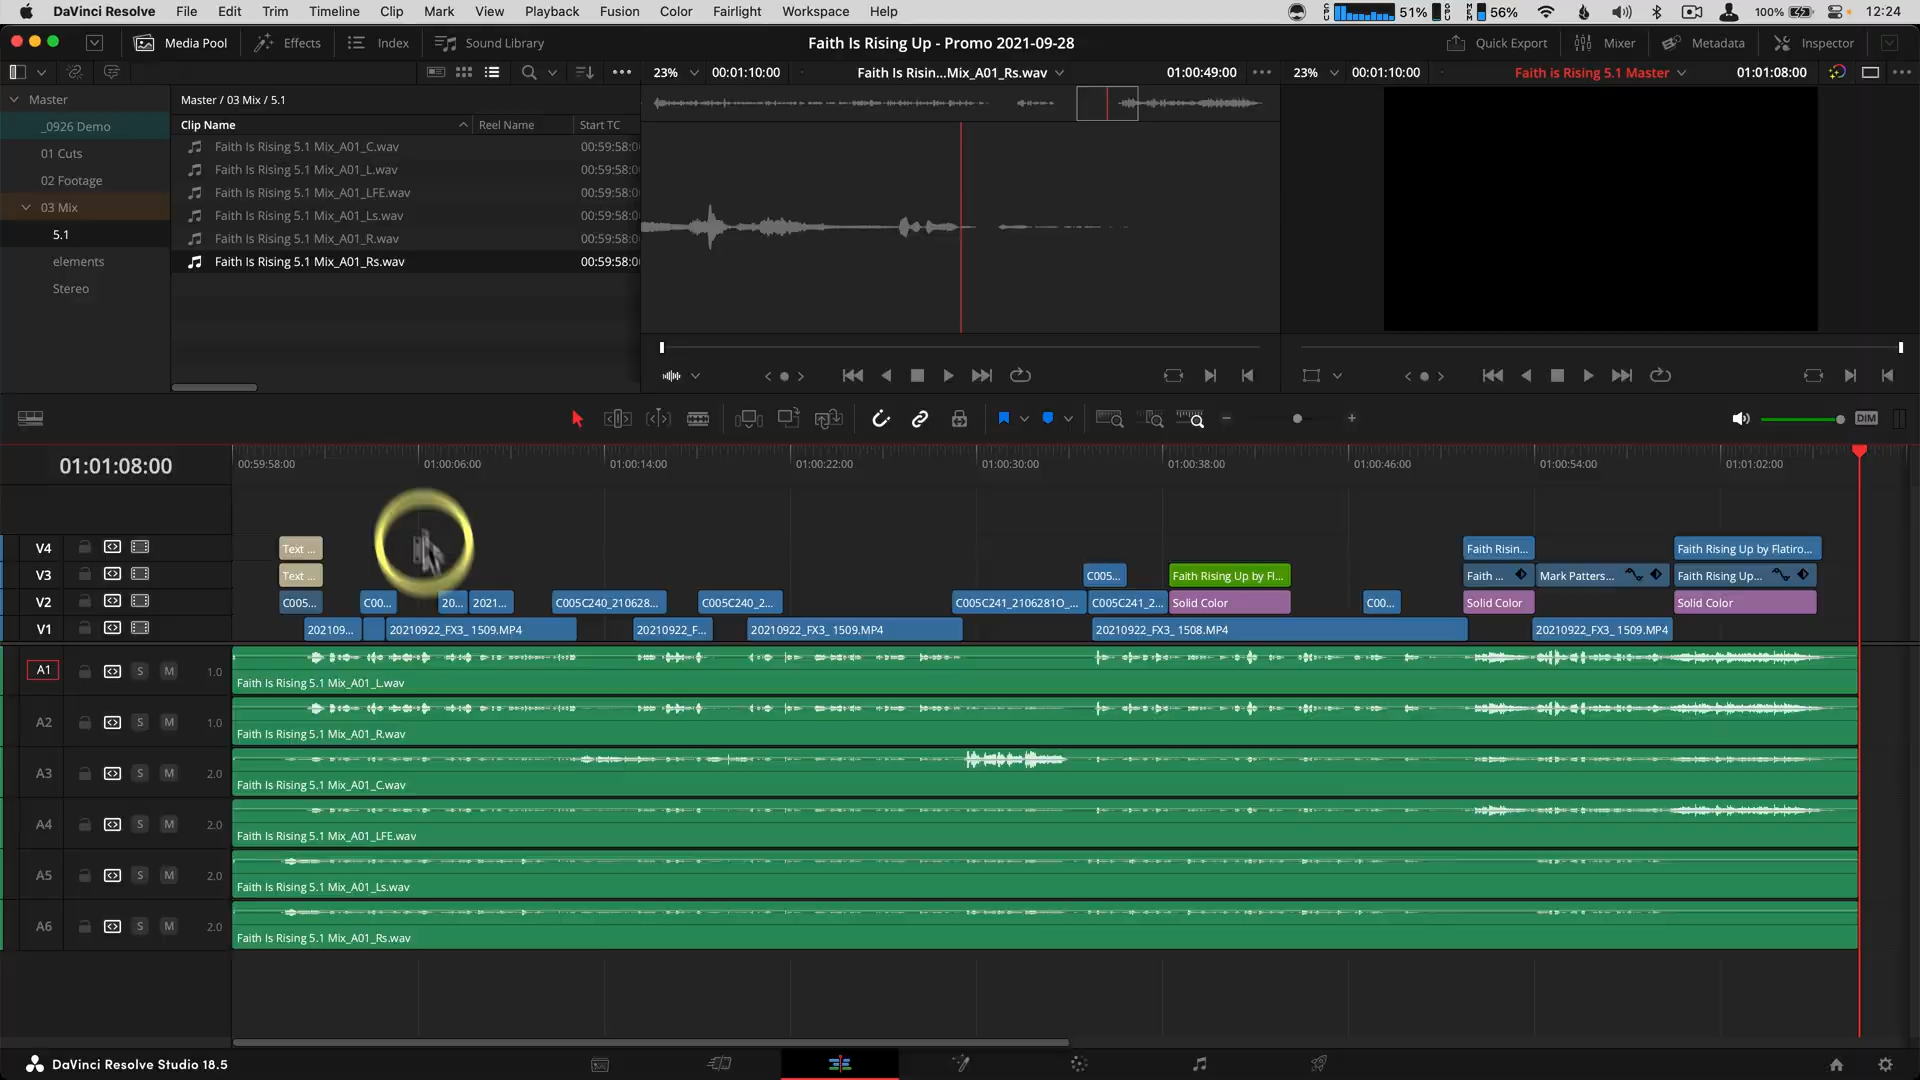 DaVinci Resolve File Edit Trim Timeline Clip Mark View Playback Fusion Color Fairlight Workspace Help 51% 56% 100% 12:24
Media Pool Effects Index Sound Library Faith Is Rising Up - Promo 2021-09-28 Quick Export Mixer Metadata Inspector
23% 00:01:10:00 Faith Is Risin...Mix_A01_Rs.wav 01:00:49:00 23% 00:01:10:00 Faith is Rising 5.1 Master 01:01:08:00
Master
_0926 Demo
01 Cuts
02 Footage
03 Mix
5.1
elements
Stereo
Master / 03 Mix / 5.1
Clip Name Reel Name Start TC
Faith Is Rising 5.1 Mix_A01_C.wav 00:59:58:0
Faith Is Rising 5.1 Mix_A01_L.wav 00:59:58:0
Faith Is Rising 5.1 Mix_A01_LFE.wav 00:59:58:0
Faith Is Rising 5.1 Mix_A01_Ls.wav 00:59:58:0
Faith Is Rising 5.1 Mix_A01_R.wav 00:59:58:0
Faith Is Rising 5.1 Mix_A01_Rs.wav 00:59:58:0
DIM
01:01:08:00 00:59:58:00 01:00:06:00 01:00:14:00 01:00:22:00 01:00:30:00 01:00:38:00 01:00:46:00 01:00:54:00 01:01:02:00
V4 Text ... Faith Risin... Faith Rising Up by Flatiro...
V3 Text ... C005... Faith Rising Up by Fl... Faith ... Mark Patters... Faith Rising Up...
V2 C005... C00... 20... 2021... C005C240_210628... C005C240_2... C005C241_2106281O_... C005C241_2... Solid Color C00... Solid Color Solid Color
V1 202109... 20210922_FX3_ 1509.MP4 20210922_F... 20210922_FX3_ 1509.MP4 20210922_FX3_ 1508.MP4 20210922_FX3_ 1509.MP4
A1 S M 1.0
Faith Is Rising 5.1 Mix_A01_L.wav
A2 S M 1.0
Faith Is Rising 5.1 Mix_A01_R.wav
A3 S M 2.0
Faith Is Rising 5.1 Mix_A01_C.wav
A4 S M 2.0
Faith Is Rising 5.1 Mix_A01_LFE.wav
A5 S M 2.0
Faith Is Rising 5.1 Mix_A01_Ls.wav
A6 S M 2.0
Faith Is Rising 5.1 Mix_A01_Rs.wav
DaVinci Resolve Studio 18.5